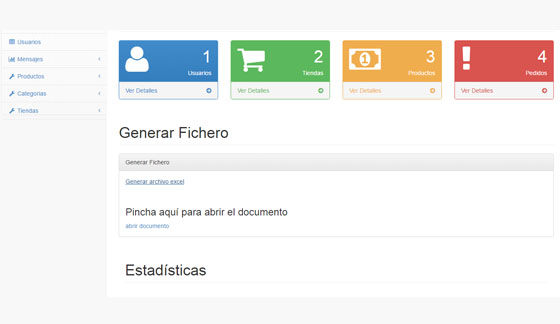 Usuarios
Mensajes
Productos
Categorias
Tiendas
1
Usuarios
Ver Detalles
2
Tiendas
Ver Detalles
3
Productos
Ver Detalles
4
Pedidos
Ver Detalles
Generar Fichero
Generar Fichero
Generar archivo excel
Pincha aquí para abrir el documento
abrir documento
Estadísticas